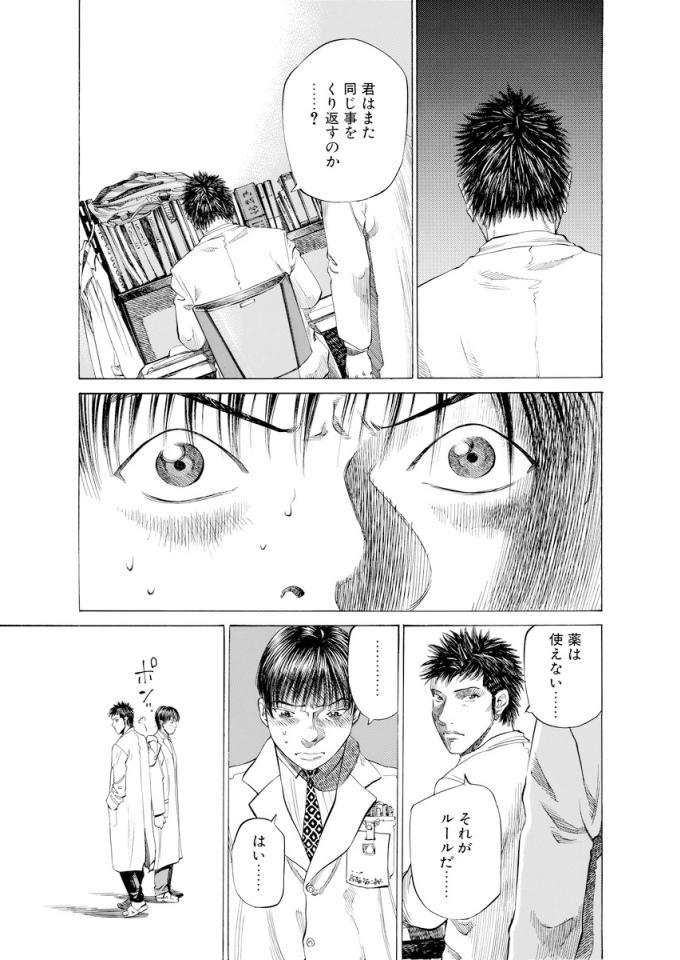 君はまた
同じ事を
くり返すのか
……？
薬は
使えない……
それが
ルールだ……
………
………
はい……
ポンッ